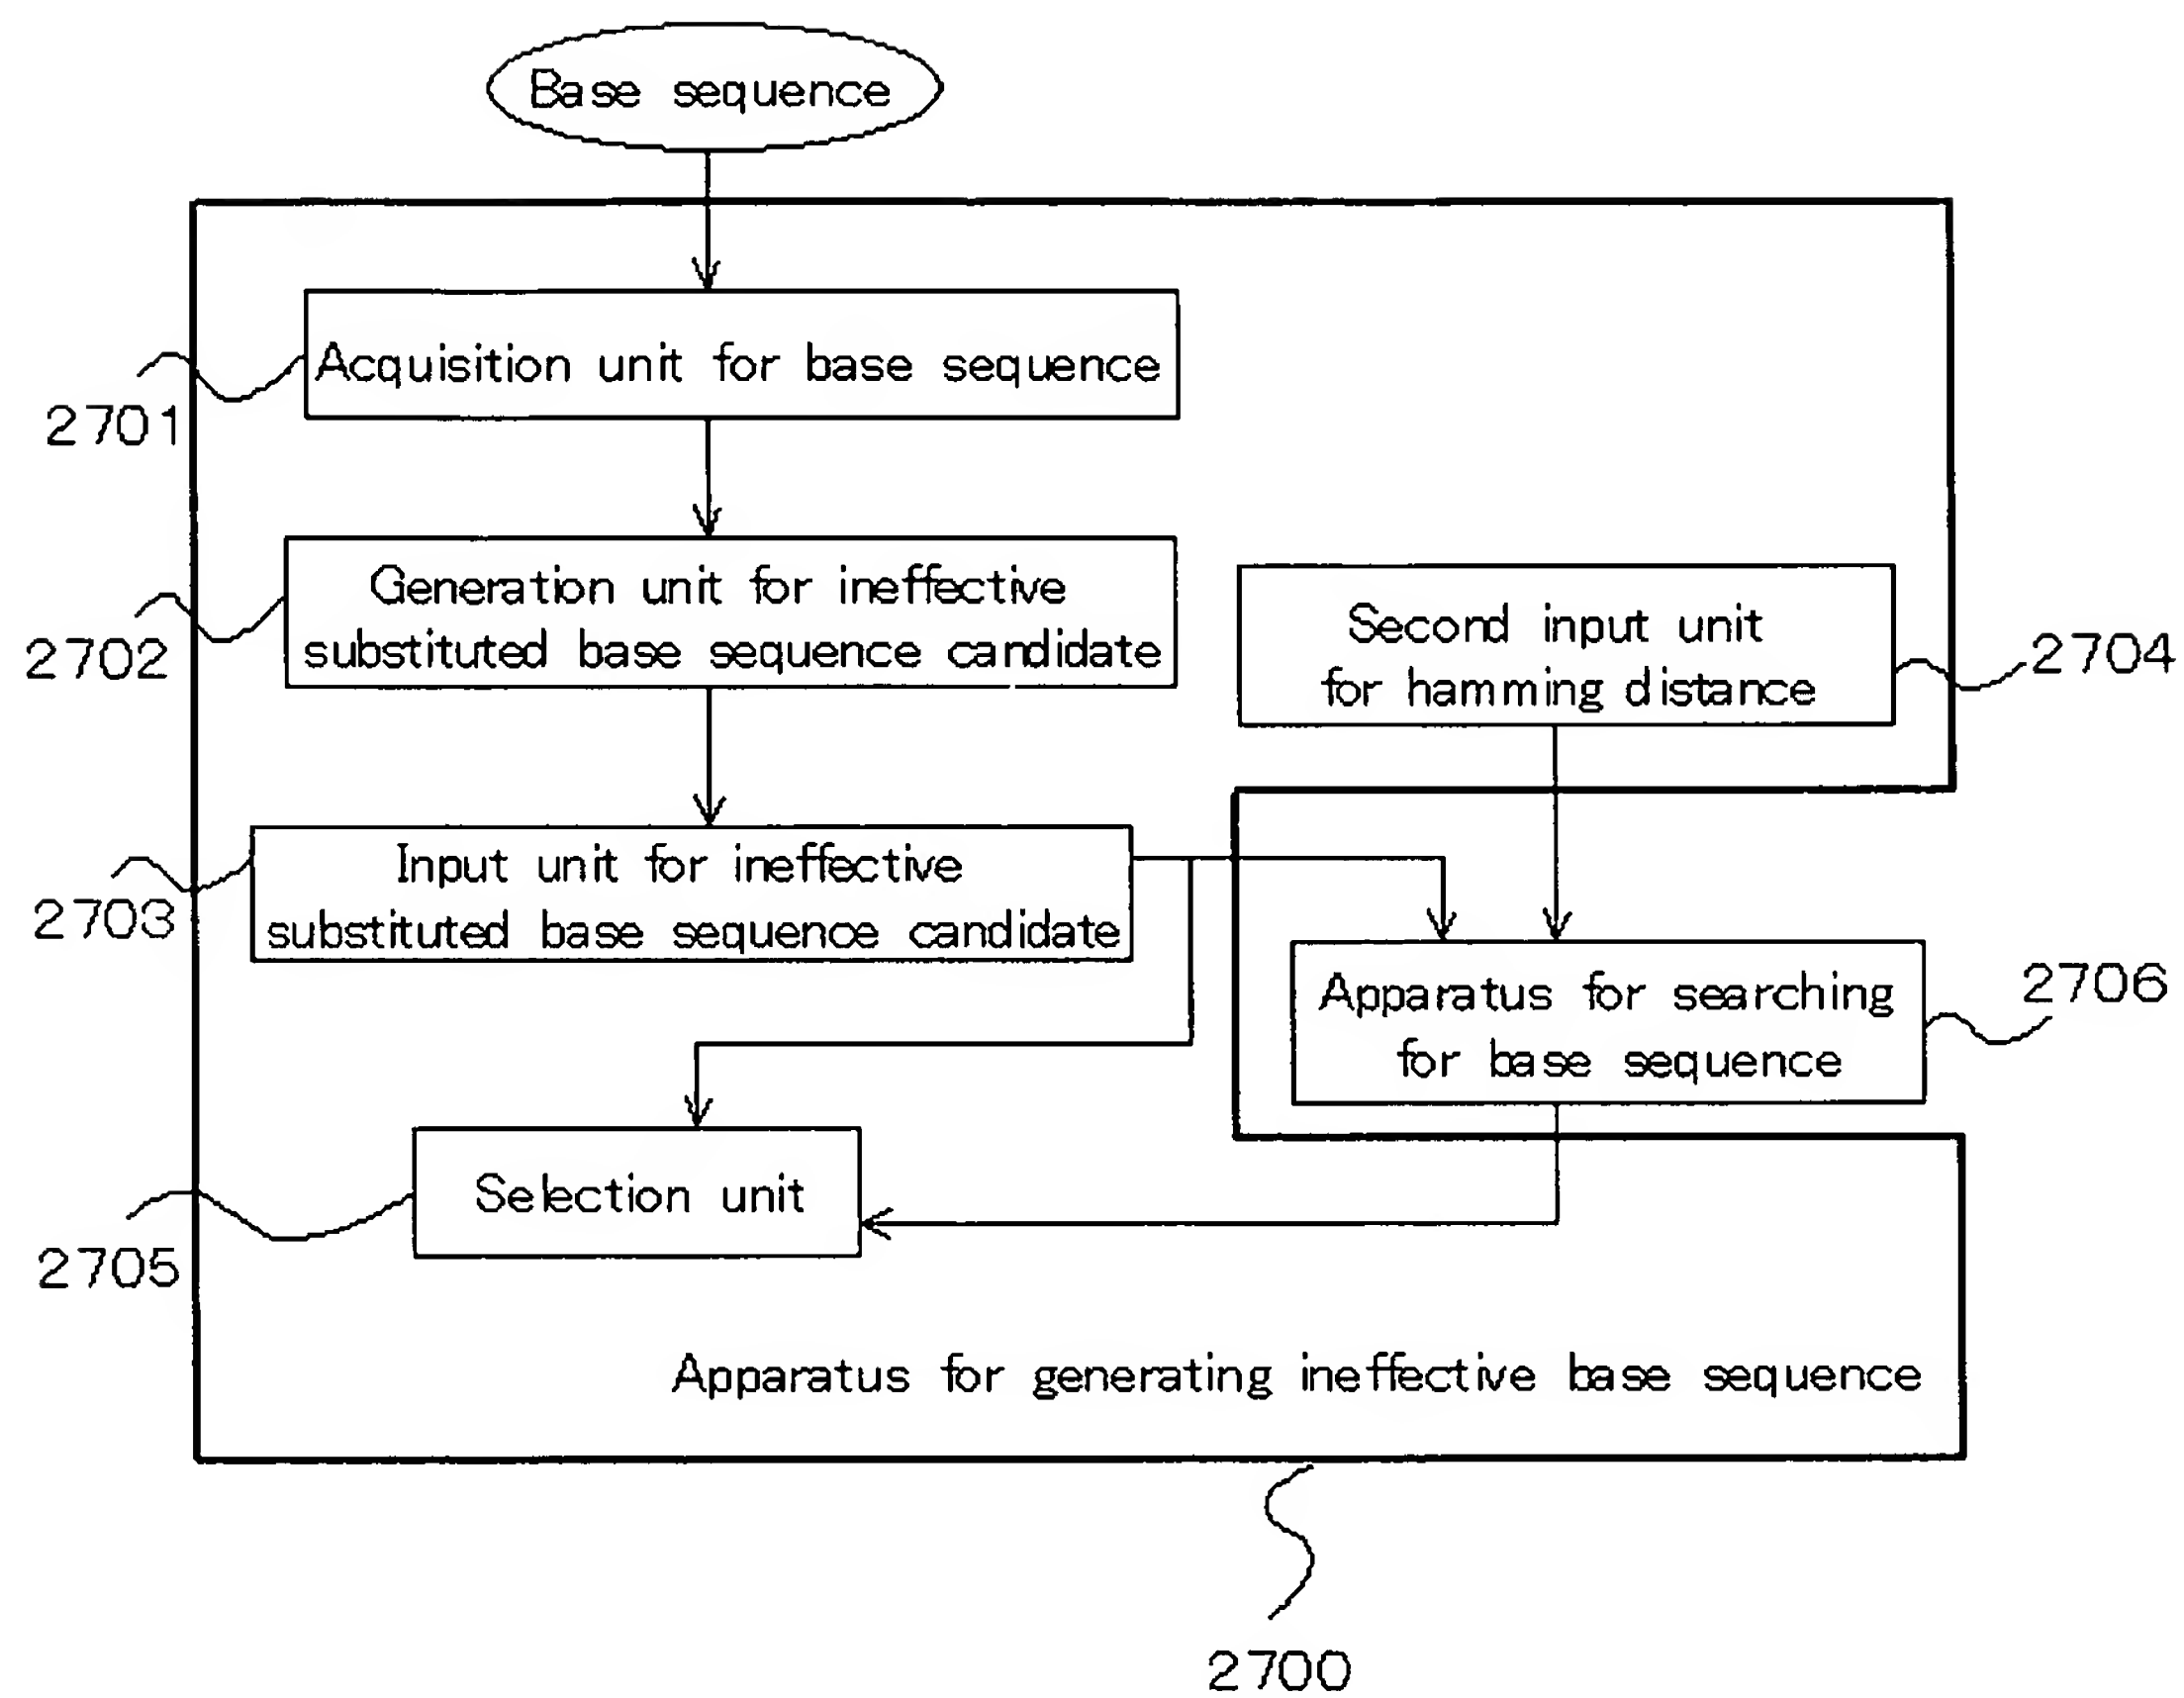 Base sequence
Acquisition unit for base sequence
2701
Generation unit for ineffective
substituted base sequence candidate
2702
Second input unit
for hamming distance
2704
Input unit for ineffective
substituted base sequence candidate
2703
Apparatus for searching
for base sequence
2706
Selection unit
2705
Apparatus for generating ineffective base sequence
2700